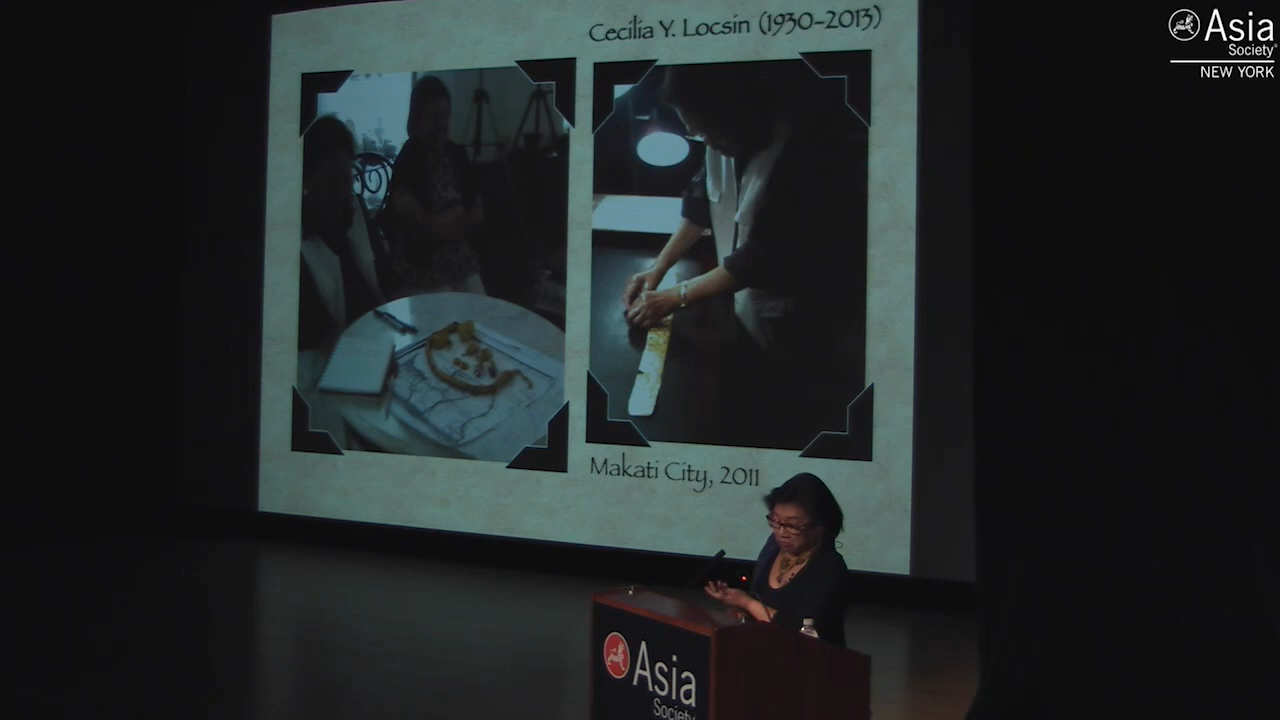 Cecilia Y. Locsin (1930-2013)
Asia
Society
NEW YORK
Makati City, 2011
Asia
Society